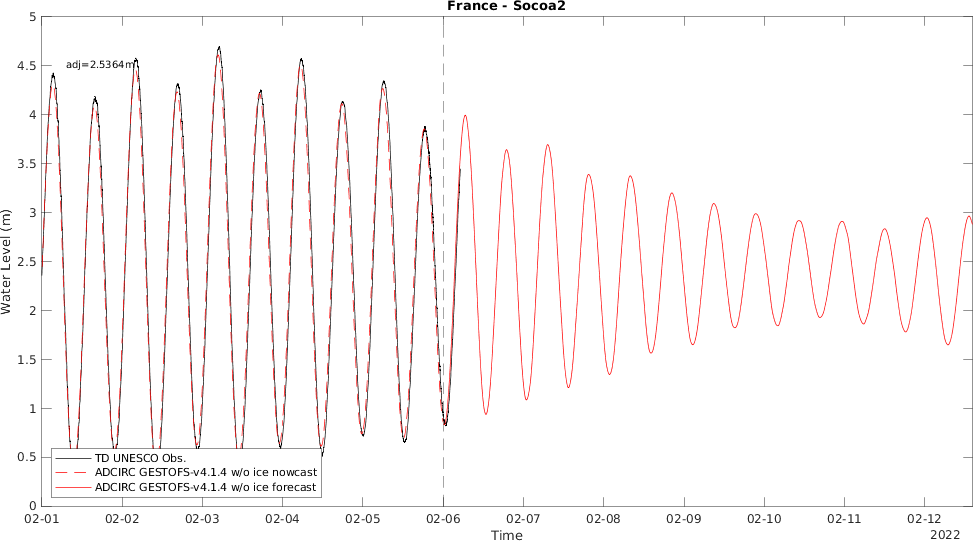 France - Socoa2
adj=2.5364m
Water Level (m)
5
4.5
4
3.5
3
2.5
2
1.5
1
0.5
0
TD UNESCO Obs.
ADCIRC GESTOFS-v4.1.4 w/o ice nowcast
ADCIRC GESTOFS-v4.1.4 w/o ice forecast
02-01 02-02 02-03 02-04 02-05 02-06 02-07 02-08 02-09 02-10 02-11 02-12
2022
Time